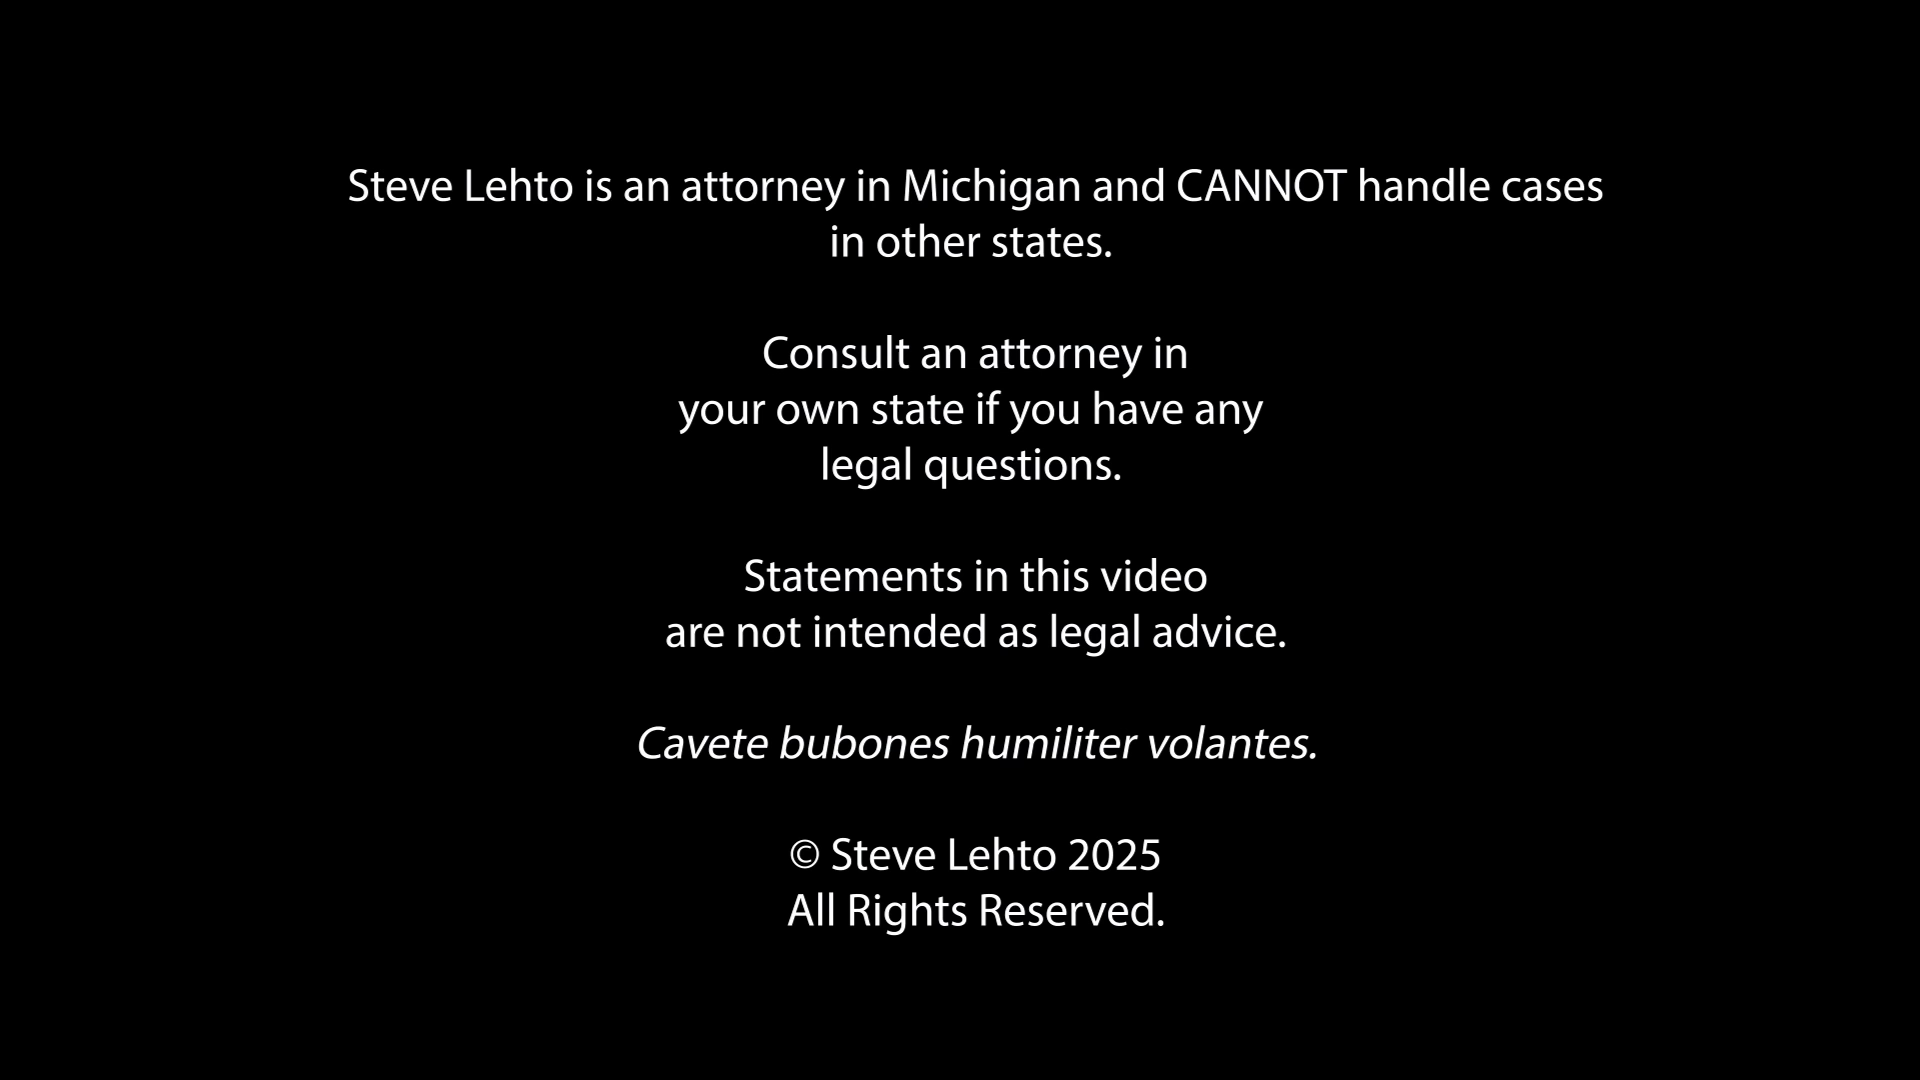 Steve Lehto is an attorney in Michigan and CANNOT handle cases
in other states.
Consult an attorney in
your own state if you have any
legal questions.
Statements in this video
are not intended as legal advice.
Cavete bubones humiliter volantes.
© Steve Lehto 2025
All Rights Reserved.